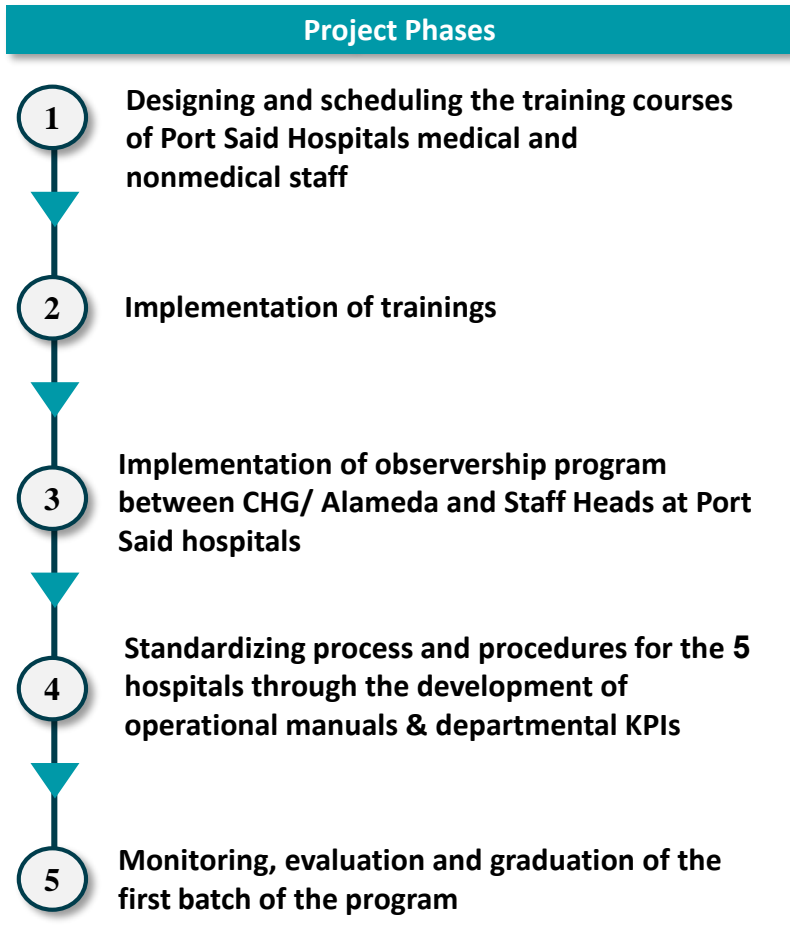 Project Phases
1
Designing and scheduling the training courses
of Port Said Hospitals medical and
nonmedical staff
2
Implementation of trainings
3
Implementation of observership program
between CHG/ Alameda and Staff Heads at Port
Said hospitals
4
Standardizing process and procedures for the 5
hospitals through the development of
operational manuals & departmental KPIs
5
Monitoring, evaluation and graduation of the
first batch of the program